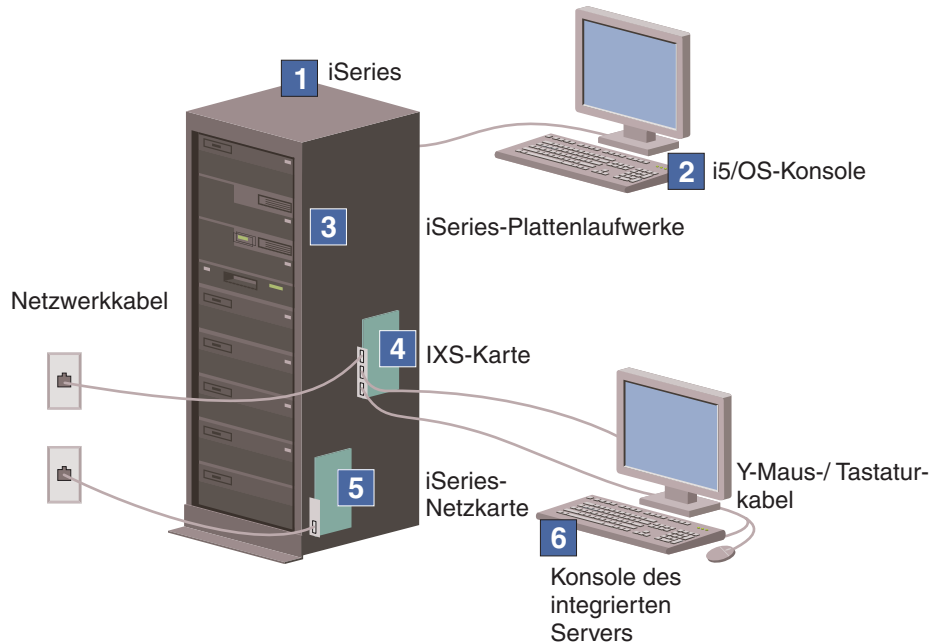 1 iSeries
2 i5/OS-Konsole
3 iSeries-Plattenlaufwerke
Netzwerkkabel
4 IXS-Karte
5 iSeries-
Netzkarte
Y-Maus-/ Tastatur-
kabel
6
Konsole des
integrierten
Servers